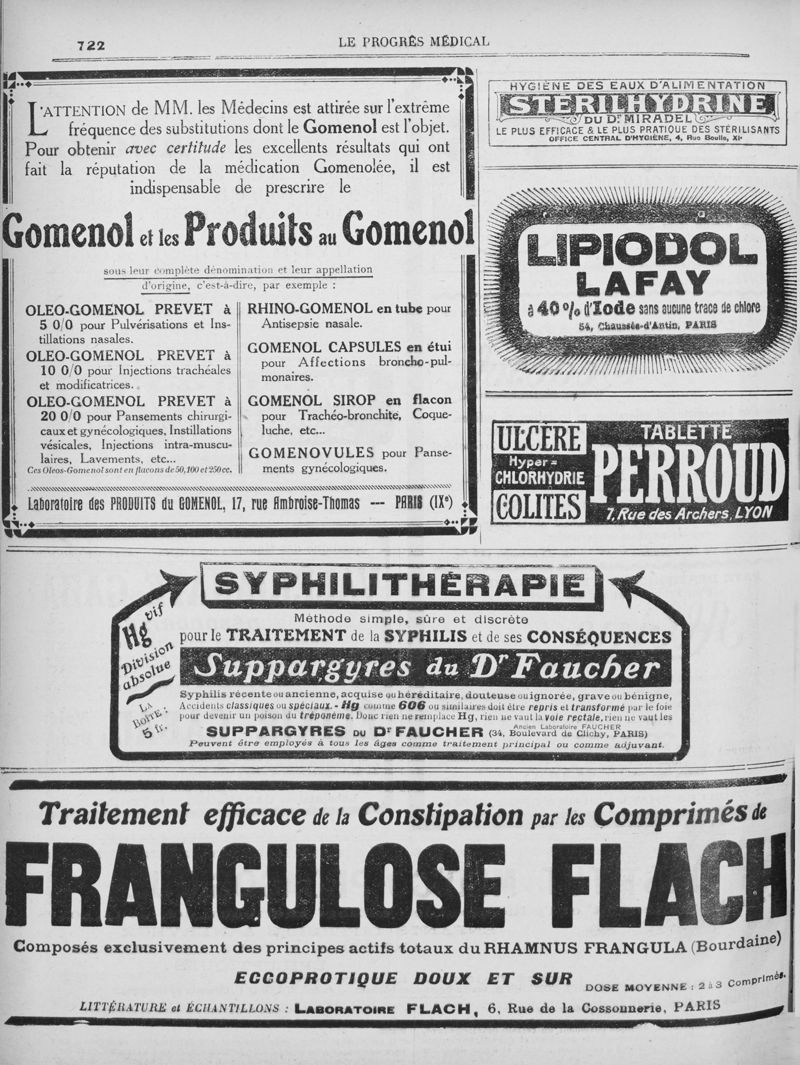 722
LE PROGRÈS MÉDICAL
L'ATTENTION de MM. les Médecins est attirée sur l'extrême
fréquence des substitutions dont le Gomenol est l'objet.
Pour obtenir avec certitude les excellents résultats qui ont
fait la réputation de la médication Gomenolée, il est
indispensable de prescrire le
Gomenol et les Produits au Gomenol
sous leur complète dénomination et leur appellation
d'origine, c'est-à-dire, par exemple :
OLEO-GOMENOL PREVET à
5 0/0 pour Pulvérisations et Ins-
tillations nasales.
OLEO-GOMENOL PREVET à
10 0/0 pour Injections trachéales
et modificatrices.
OLEO-GOMENOL PREVET à
20 0/0 pour Pansements chirurgi-
caux et gynécologiques, Instillations
vésicales, Injections intra-muscu-
laires, Lavements, etc...
Ces Oleos-Gomenol sont en flacons de 50, 100 et 250 cc.
RHINO-GOMENOL en tube pour
Antisepsie nasale.
GOMENOL CAPSULES en étui
pour Affections broncho-pul-
monaires.
GOMENOL SIROP en flacon
pour Trachéo-bronchite, Coque-
luche, etc...
GOMENOVULES pour Panse-
ments gynécologiques.
Laboratoire des PRODUITS du GOMENOL, 17, rue Ambroise-Thomas — PARIS (IXe)
HYGIÈNE DES EAUX D'ALIMENTATION
STÉRILHYDRINE
DU Dr MIRADEL
LE PLUS EFFICACE & LE PLUS PRATIQUE DES STÉRILISANTS
OFFICE CENTRAL D'HYGIÈNE, 4, Rue Boulle, XIe
LIPIODOL
LAFAY
à 40 % d'Iode sans aucune trace de chlore
54, Chaussée-d'Antin, PARIS
ULCÈRE
Hyper=
CHLORHYDRIE
COLITES
TABLETTE
PERROUD
7, Rue des Archers, LYON
SYPHILITHÉRAPIE
Hg vif
Division
absolue
LA
BOITE :
5 fr.
Méthode simple, sûre et discrète
pour le TRAITEMENT de la SYPHILIS et de ses CONSÉQUENCES
Suppargyres du Dr Faucher
Syphilis récente ou ancienne, acquise ou héréditaire, douteuse ou ignorée, grave ou bénigne,
Accidents classiques ou spéciaux. - Hg comme 606 ou similaires doit être repris et transformé par le foie
pour devenir un poison du tréponème. Donc rien ne remplace Hg, rien ne vaut la voie rectale, rien ne vaut les
Ancien Laboratoire FAUCHER
SUPPARGYRES DU Dr FAUCHER (34, Boulevard de Clichy, PARIS)
Peuvent être employés à tous les âges comme traitement principal ou comme adjuvant.
Traitement efficace de la Constipation par les Comprimés de
FRANGULOSE FLACH
Composés exclusivement des principes actifs totaux du RHAMNUS FRANGULA (Bourdaine)
ECCOPROTIQUE DOUX ET SUR
DOSE MOYENNE : 2 à 3 Comprimés.
LITTÉRATURE et ÉCHANTILLONS : LABORATOIRE FLACH, 6, Rue de la Cossonnerie, PARIS